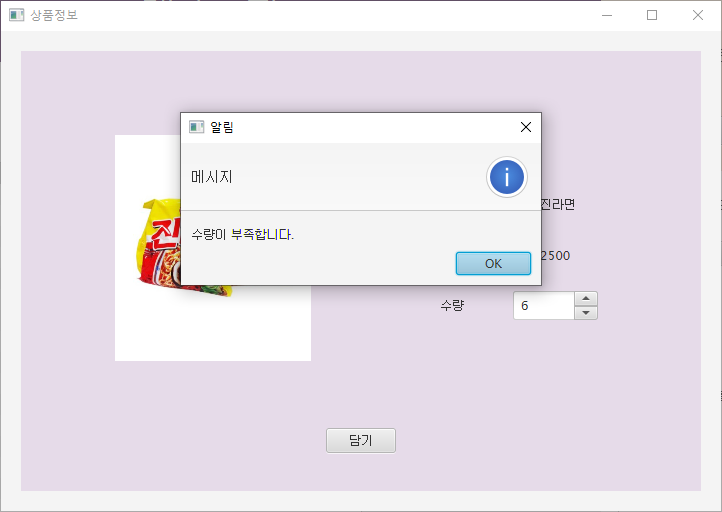 상품정보
알림
메시지
수량이 부족합니다.
OK
진
진라면
2500
수량
6
담기